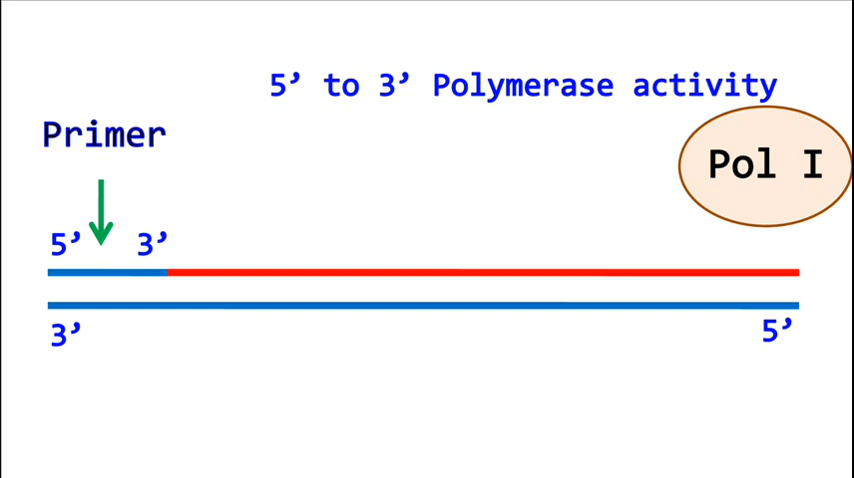 5’ to 3’ Polymerase activity
Primer
Pol I
5’ 3’
3’
5’